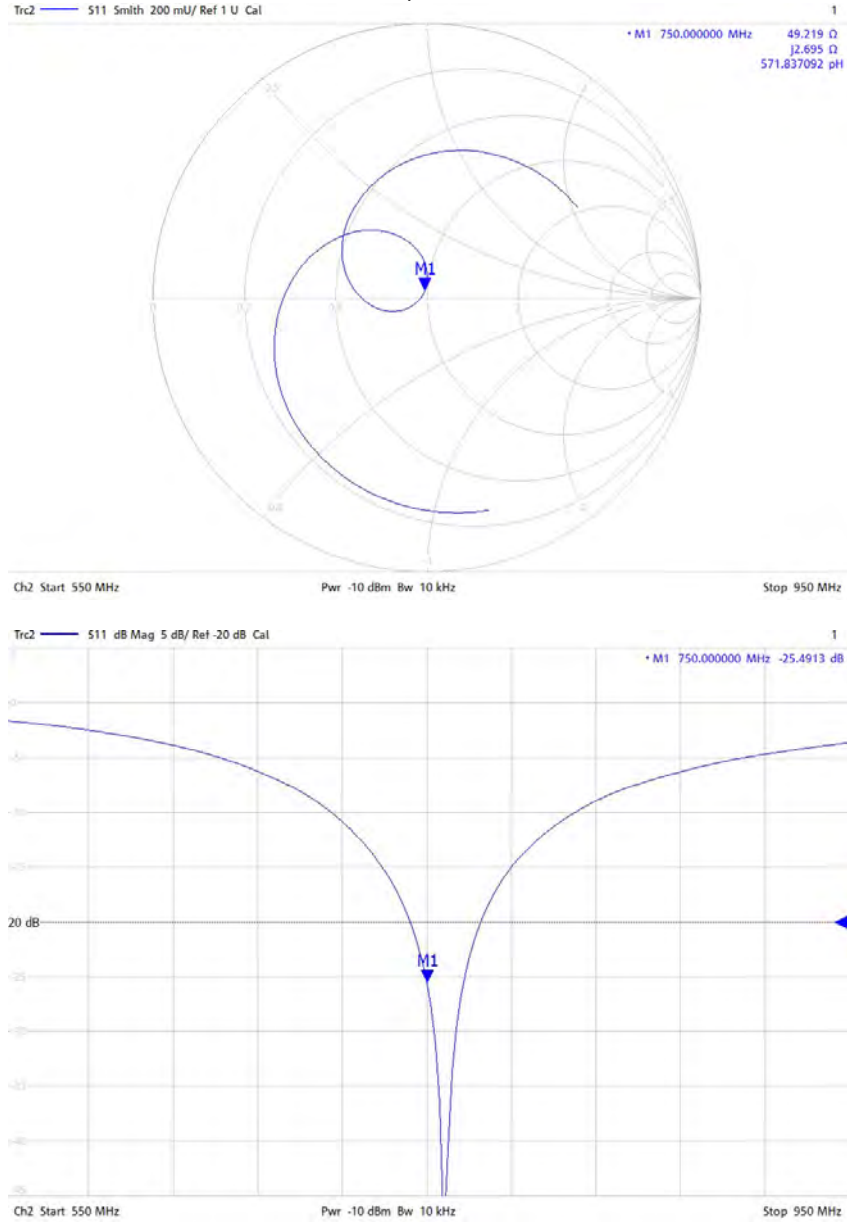 Trc2 S11 Smith 200 mU/ Ref 1 U Cal 1
• M1 750.000000 MHz 49.219 Ω
j2.695 Ω
571.837092 pH
0.5
M1
0
Ch2 Start 550 MHz Pwr -10 dBm Bw 10 kHz Stop 950 MHz
Trc2 S11 dB Mag 5 dB/ Ref -20 dB Cal 1
• M1 750.000000 MHz -25.4913 dB
20 dB
M1
Ch2 Start 550 MHz Pwr -10 dBm Bw 10 kHz Stop 950 MHz